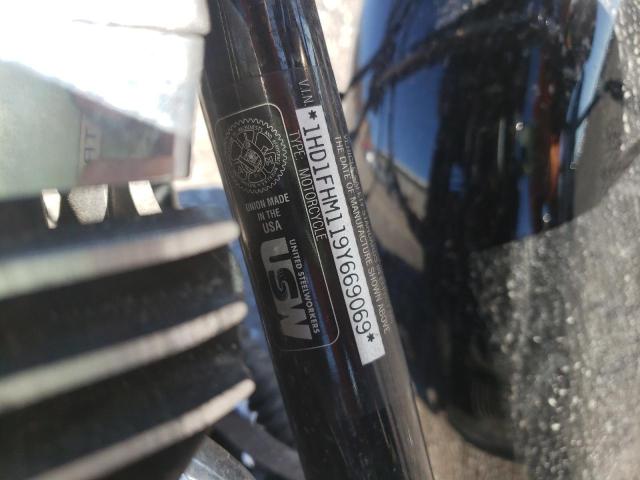 THE DATE OF MANUFACTURE SHOWN ABOVE
V.I.N.
*1HD1FHM119Y669069*
TYPE: MOTORCYCLE
UNION MADE
IN THE
USA
USW
UNITED STEELWORKERS